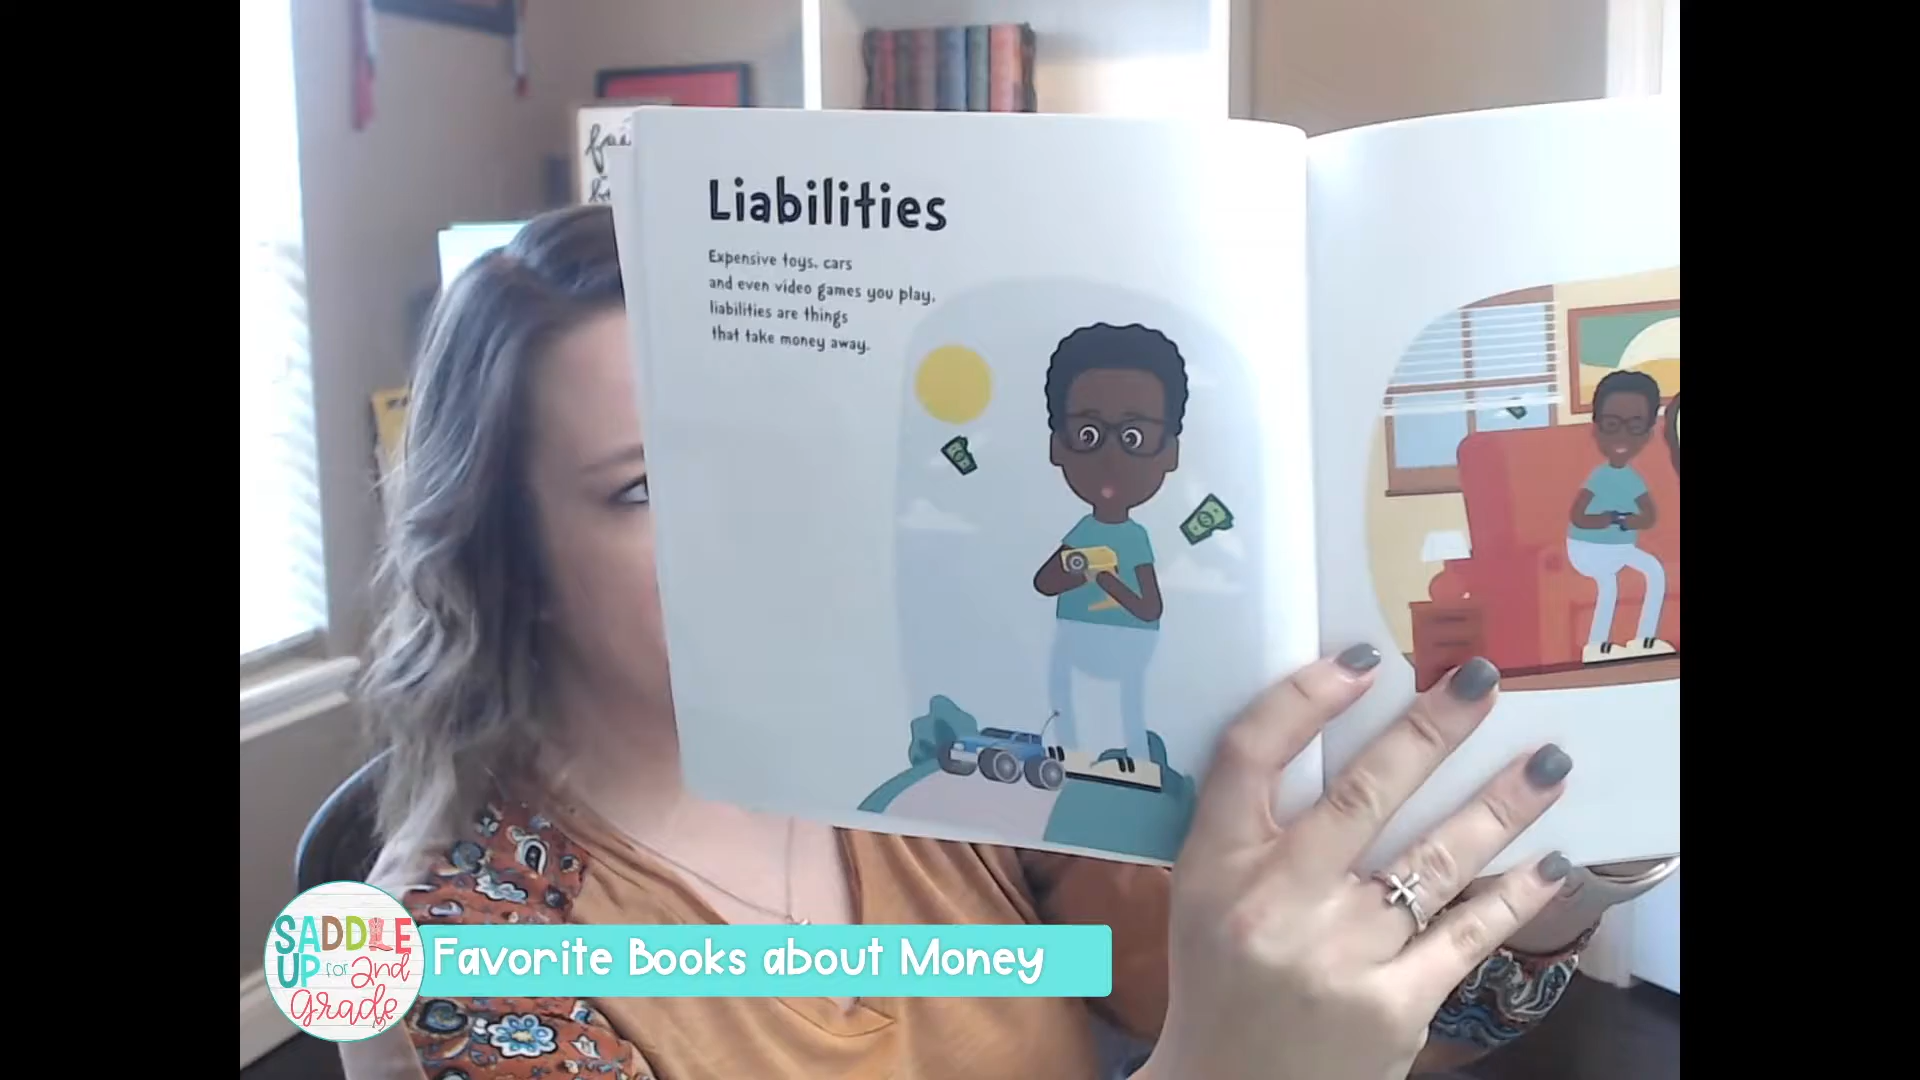 Liabilities
Expensive toys, cars
and even video games you play,
liabilities are things
that take money away.
SADDLE
UP for 2nd
grade
Favorite Books about Money